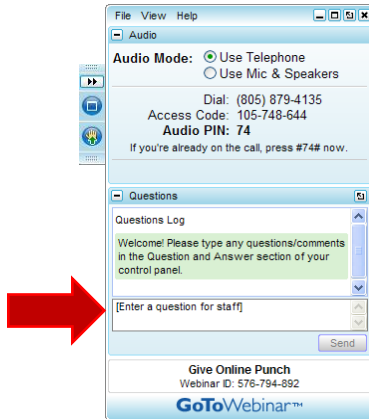 File View Help
Audio
Audio Mode: Use Telephone
Use Mic & Speakers
Dial: (805) 879-4135
Access Code: 105-748-644
Audio PIN: 74
If you're already on the call, press #74# now.
Questions
Questions Log
Welcome! Please type any questions/comments
in the Question and Answer section of your
control panel.
[Enter a question for staff]
Send
Give Online Punch
Webinar ID: 576-794-892
GoToWebinar™